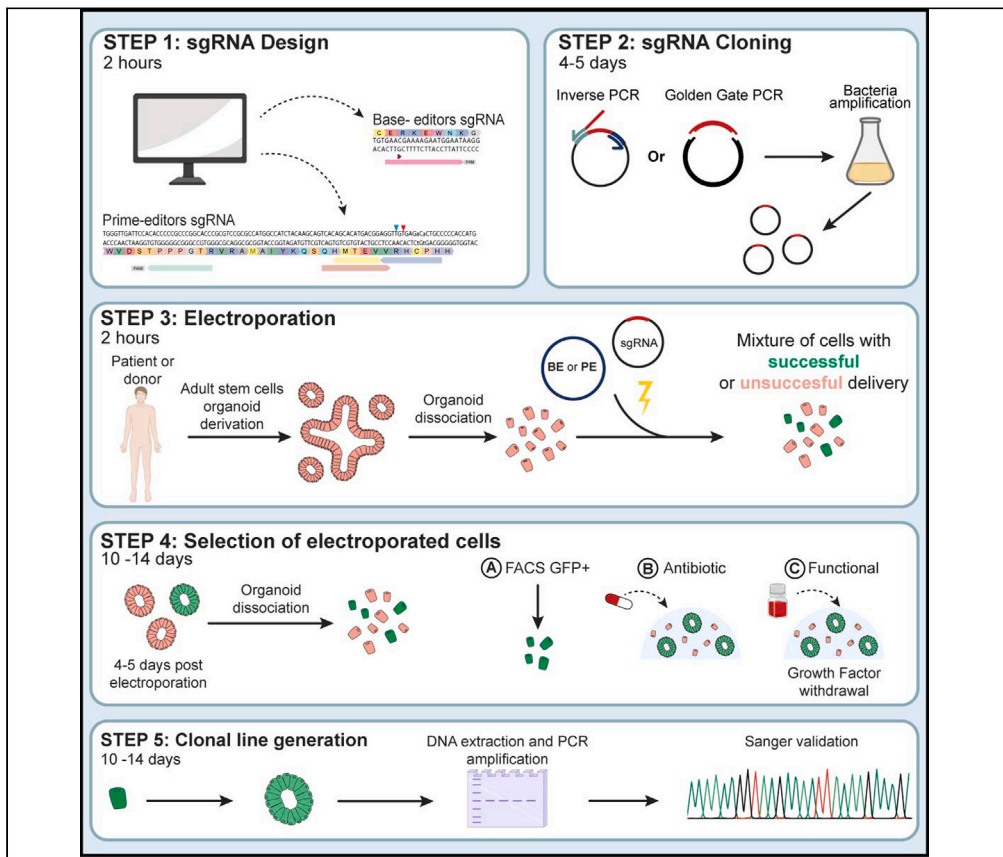 STEP 1: sgRNA Design
2 hours
Base- editors sgRNA
C E R K E W N K G
TGTGAACGAAAAGAATGGAATAAGG
ACACTTGCTTTTCTTACCTTATTCCCC
PAM
Prime-editors sgRNA
W V D S T P P P G T R V R A M A I Y K Q S Q H M T E V V R H C P H H
PAM
STEP 2: sgRNA Cloning
4-5 days
Inverse PCR
Or
Golden Gate PCR
Bacteria
amplification
STEP 3: Electroporation
2 hours
Patient or
donor
Adult stem cells
organoid
derivation
Organoid
dissociation
BE or PE
sgRNA
Mixture of cells with
successful
or unsuccesful delivery
STEP 4: Selection of electroporated cells
10 -14 days
4-5 days post
electroporation
Organoid
dissociation
A FACS GFP+
B Antibiotic
C Functional
Growth Factor
withdrawal
STEP 5: Clonal line generation
10 -14 days
DNA extraction and PCR
amplification
Sanger validation